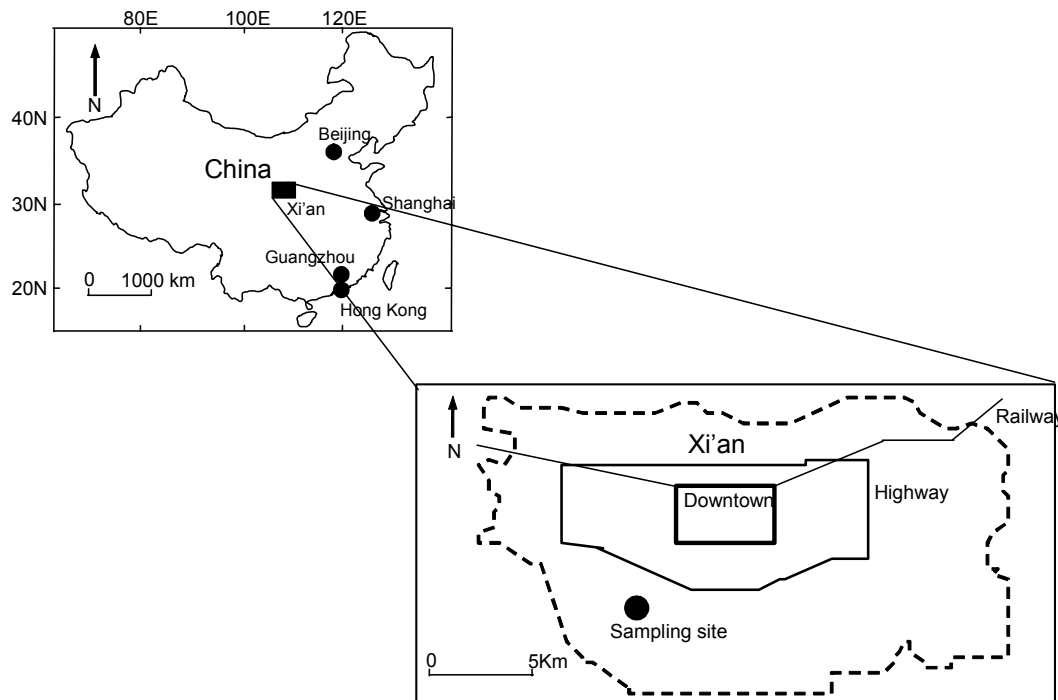 80E 100E 120E
N
40N
Beijing
China
Xi'an
30N
Shanghai
Guangzhou
0 1000 km
20N
Hong Kong
N
Railway
Xi'an
Downtown
Highway
Sampling site
0 5Km